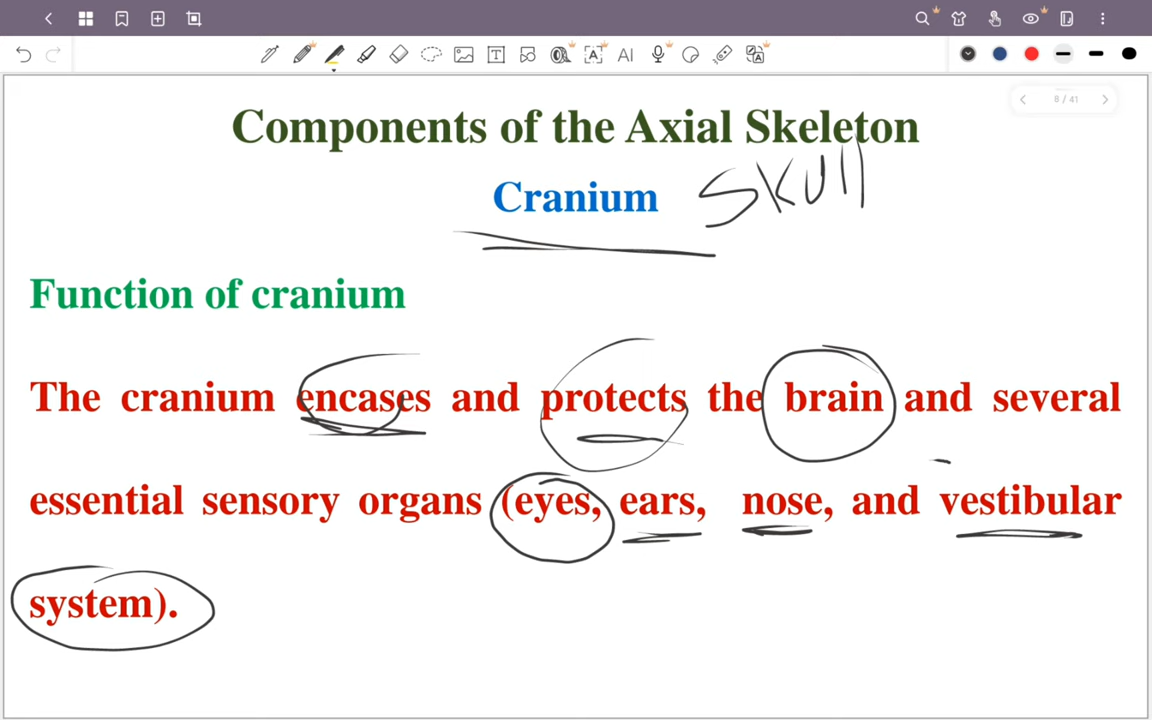 8 / 41
Components of the Axial Skeleton
Cranium SKUll
Function of cranium
The cranium encases and protects the brain and several
essential sensory organs (eyes, ears, nose, and vestibular
system).